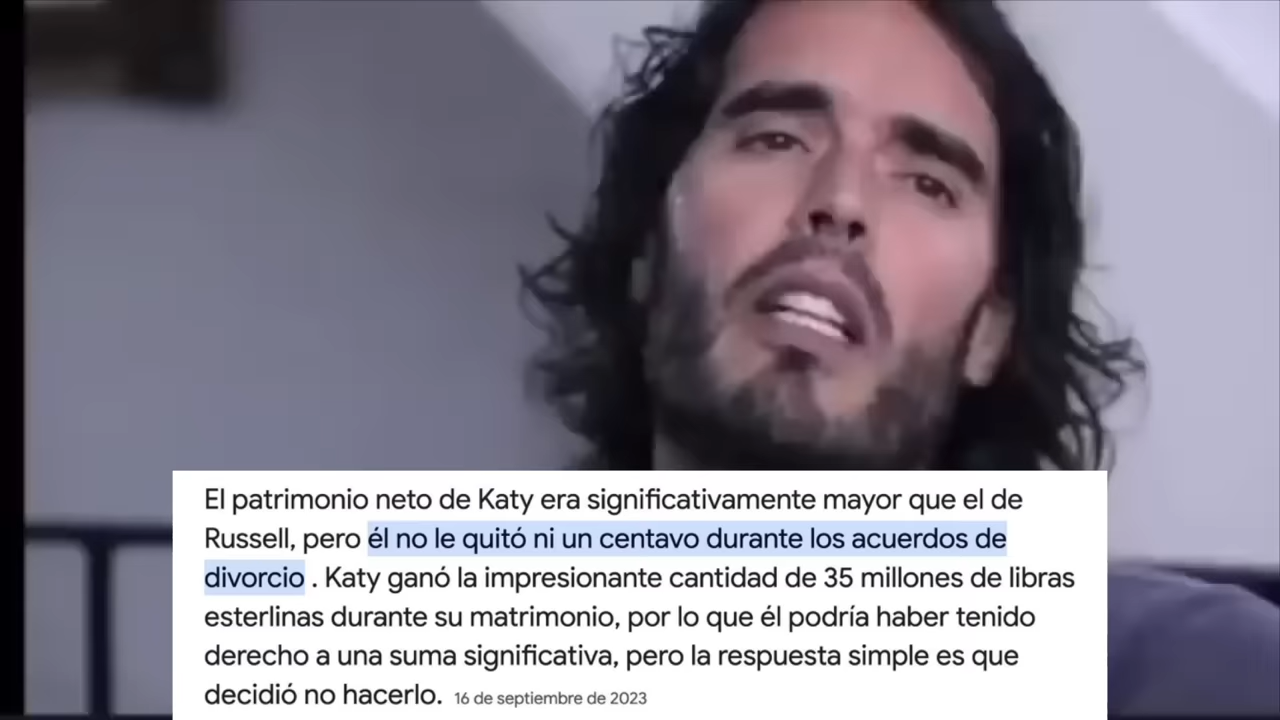 El patrimonio neto de Katy era significativamente mayor que el de
Russell, pero él no le quitó ni un centavo durante los acuerdos de
divorcio . Katy ganó la impresionante cantidad de 35 millones de libras
esterlinas durante su matrimonio, por lo que él podría haber tenido
derecho a una suma significativa, pero la respuesta simple es que
decidió no hacerlo. 16 de septiembre de 2023